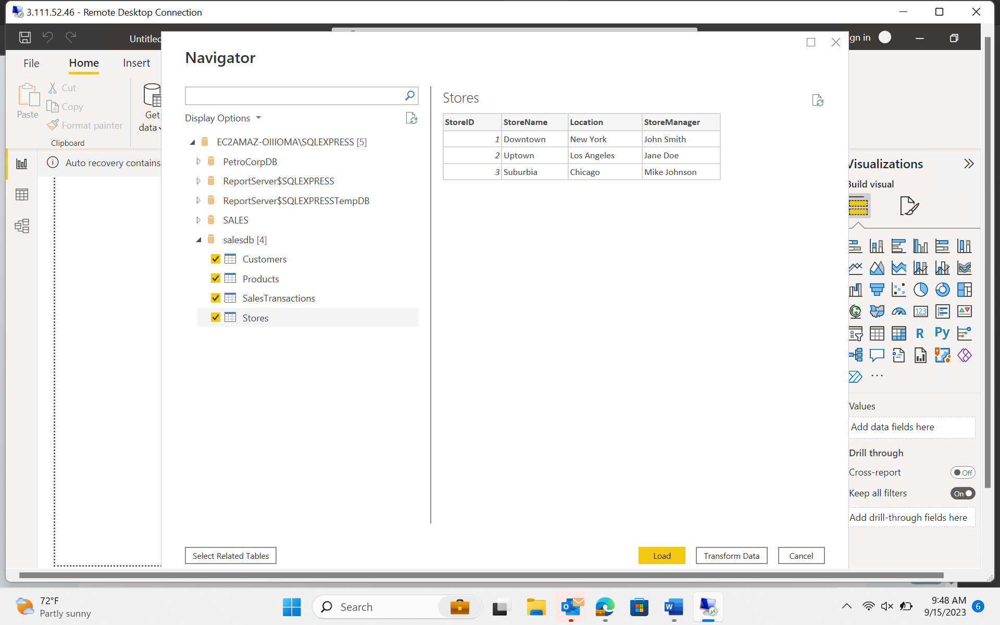 3.111.52.46 - Remote Desktop Connection
Untitled
gn in
File
Home
Insert
Paste
Cut
Copy
Format painter
Clipboard
Get
data
Auto recovery contains
Navigator
Display Options
EC2AMAZ-OIIIOMA\SQLEXPRESS [5]
PetroCorpDB
ReportServer$SQLEXPRESS
ReportServer$SQLEXPRESSTempDB
SALES
salesdb [4]
Customers
Products
SalesTransactions
Stores
Stores
StoreID StoreName Location StoreManager
1 Downtown New York John Smith
2 Uptown Los Angeles Jane Doe
3 Suburbia Chicago Mike Johnson
Select Related Tables
Load
Transform Data
Cancel
Visualizations
Build visual
123
R
Py
Values
Add data fields here
Drill through
Cross-report
Off
Keep all filters
On
Add drill-through fields here
72°F
Partly sunny
Search
9:48 AM
9/15/2023
6